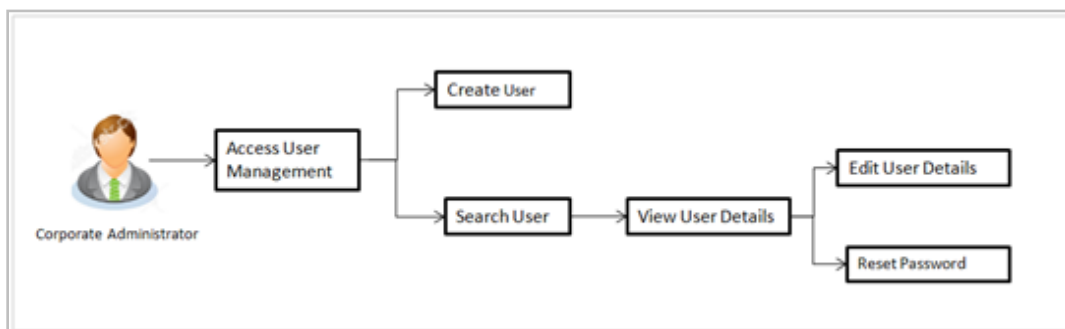 Create User
Access User
Management
Edit User Details
Search User
View User Details
Corporate Administrator
Reset Password